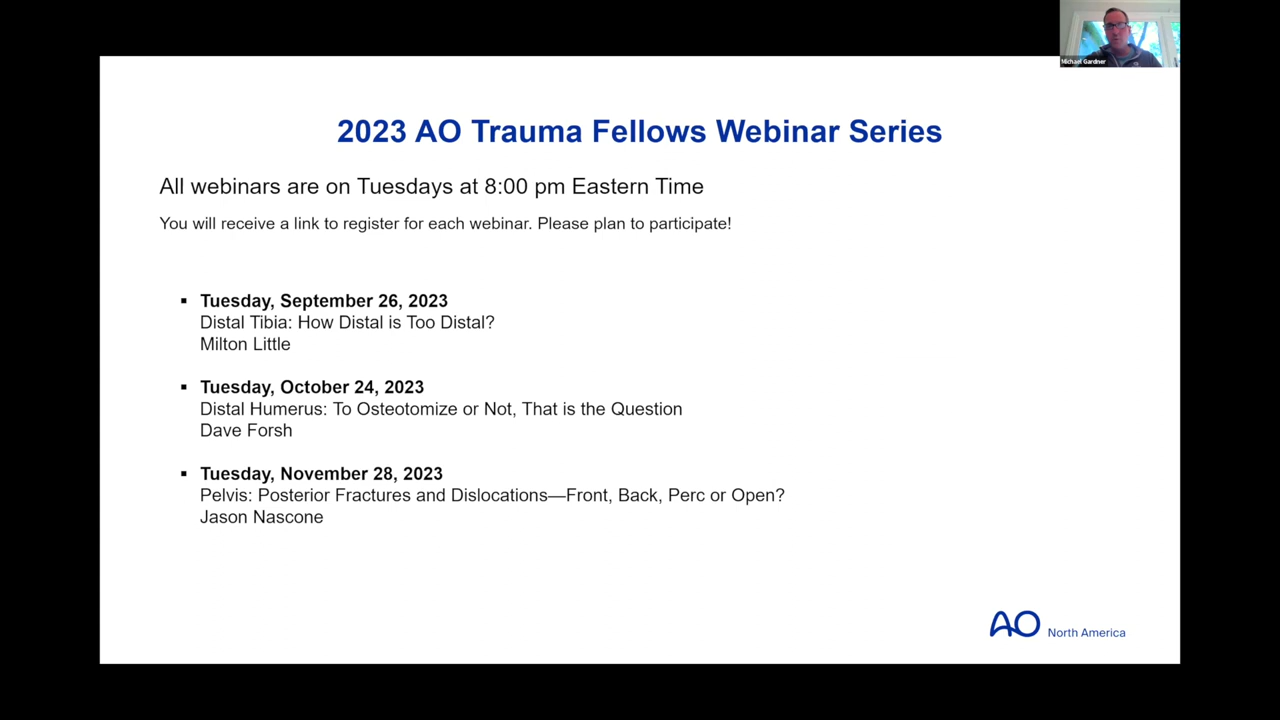 Michael Gardner
2023 AO Trauma Fellows Webinar Series
All webinars are on Tuesdays at 8:00 pm Eastern Time
You will receive a link to register for each webinar. Please plan to participate!
▪ Tuesday, September 26, 2023
Distal Tibia: How Distal is Too Distal?
Milton Little
▪ Tuesday, October 24, 2023
Distal Humerus: To Osteotomize or Not, That is the Question
Dave Forsh
▪ Tuesday, November 28, 2023
Pelvis: Posterior Fractures and Dislocations—Front, Back, Perc or Open?
Jason Nascone
AO North America